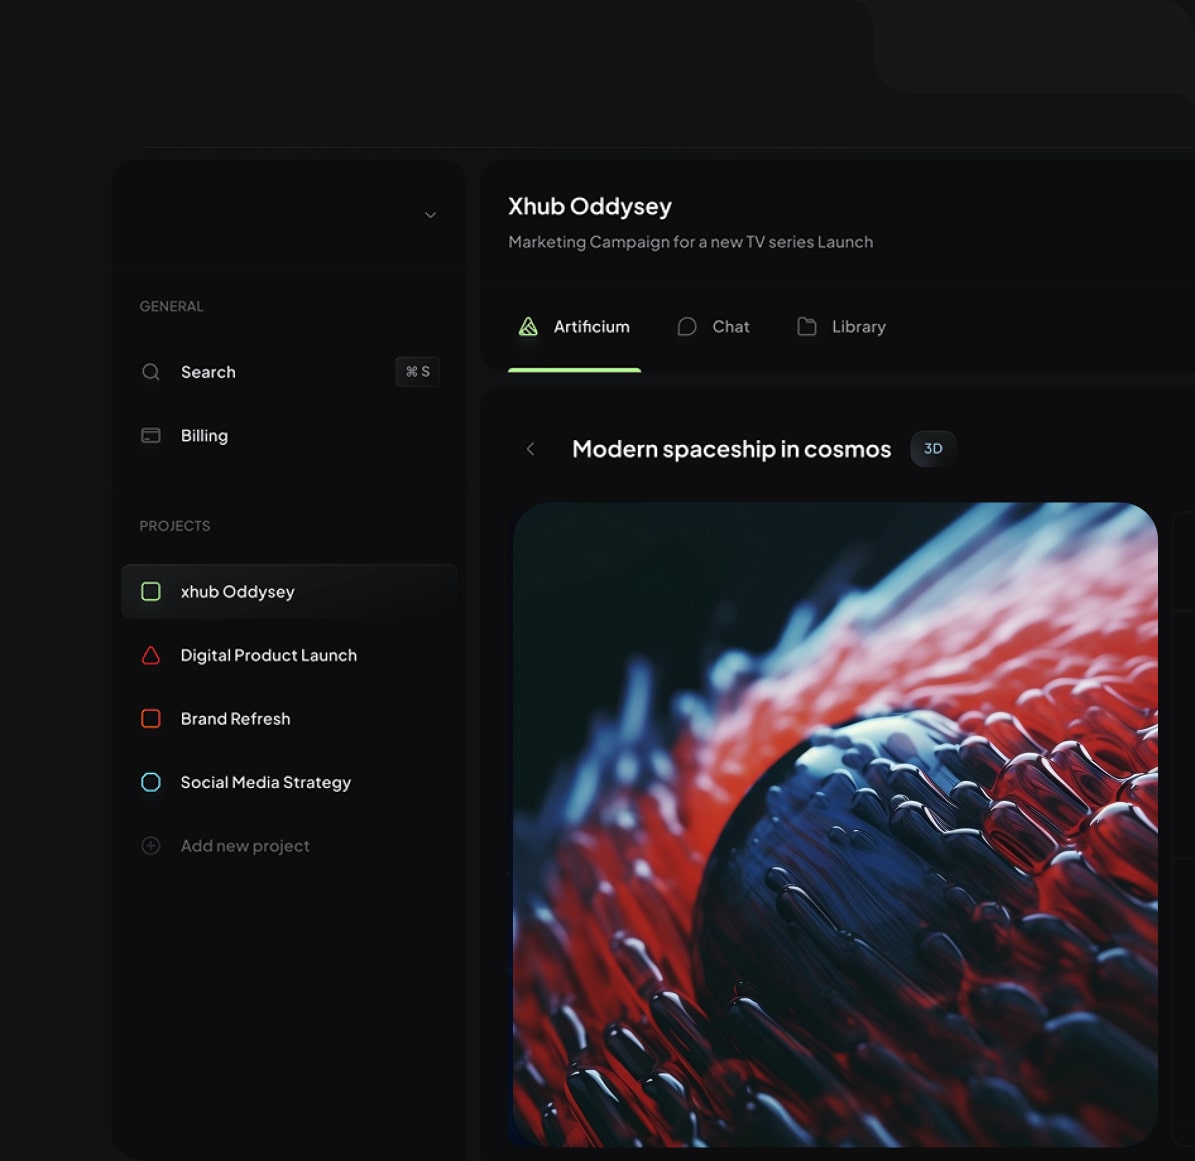 Xhub Oddysey
Marketing Campaign for a new TV series Launch
GENERAL
Artificium
Chat
Library
Search
⌘ S
Billing
Modern spaceship in cosmos
3D
PROJECTS
xhub Oddysey
Digital Product Launch
Brand Refresh
Social Media Strategy
Add new project